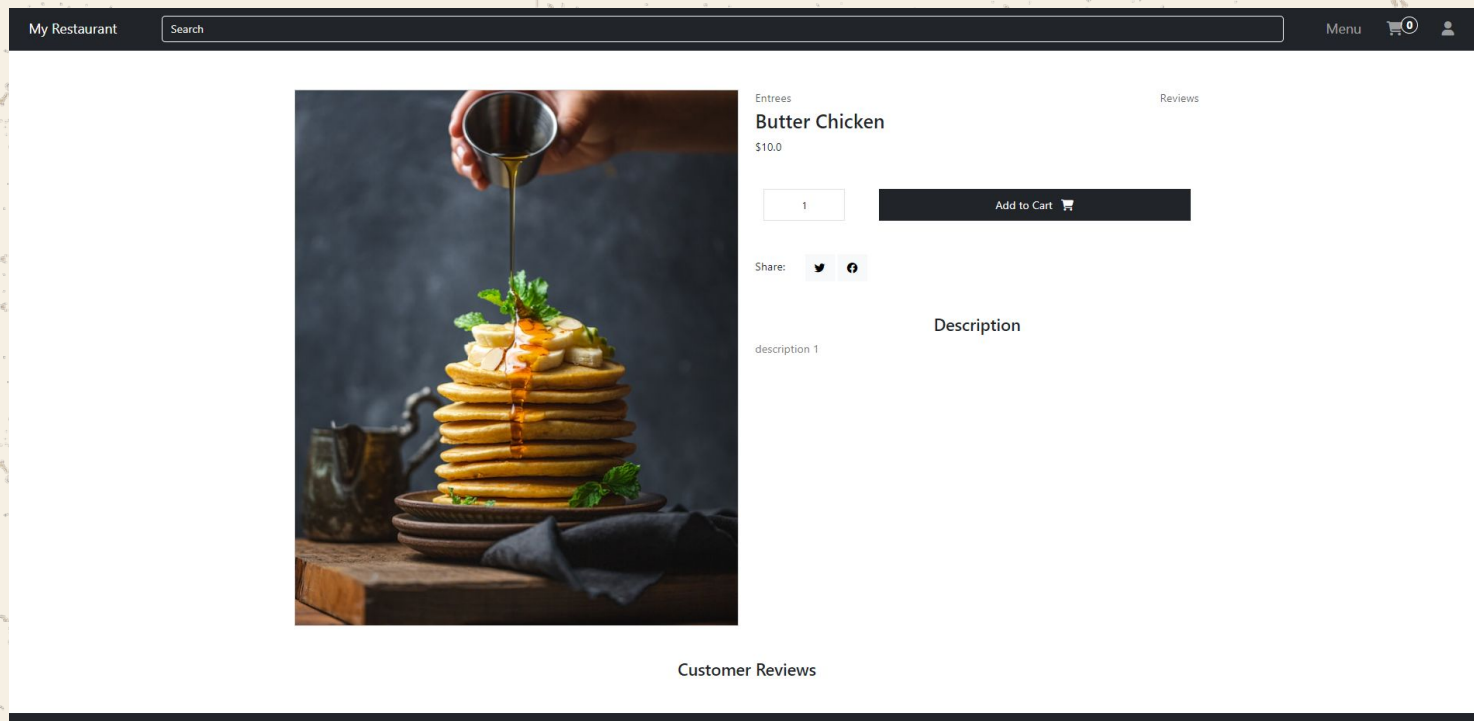 My Restaurant
Search
Menu
0
Entrees
Reviews
Butter Chicken
$10.0
1
Add to Cart
Share:
Description
description 1
Customer Reviews